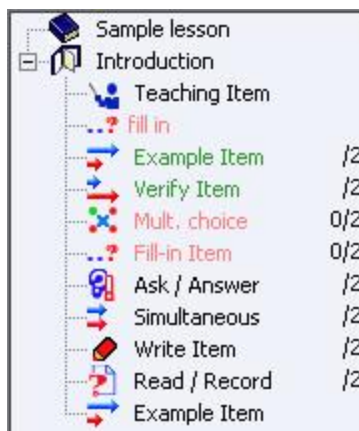 Sample lesson
Introduction
Teaching Item
fill in
Example Item /2
Verify Item /2
Mult. choice 0/2
Fill-in Item 0/2
Ask / Answer /2
Simultaneous /2
Write Item /2
Read / Record /2
Example Item